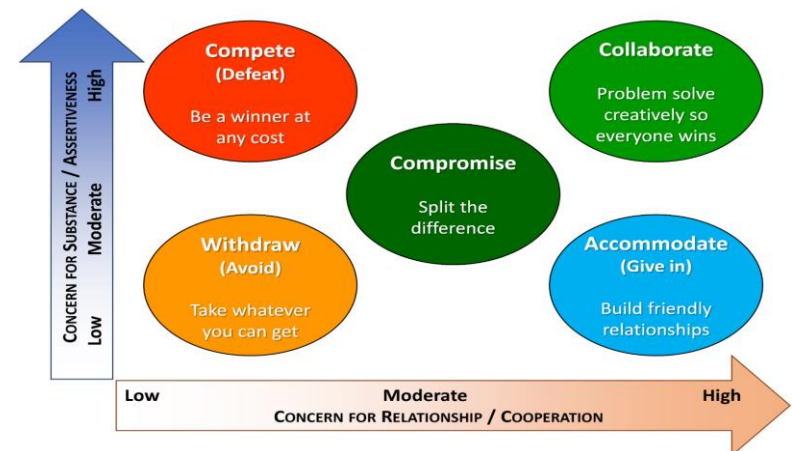 Compete
(Defeat)
Be a winner at
any cost
Collaborate
Problem solve
creatively so
everyone wins
Compromise
Split the
difference
Withdraw
(Avoid)
Take whatever
you can get
Accommodate
(Give in)
Build friendly
relationships
CONCERN FOR SUBSTANCE / ASSERTIVENESS
Low Moderate High
Low Moderate High
CONCERN FOR RELATIONSHIP / COOPERATION